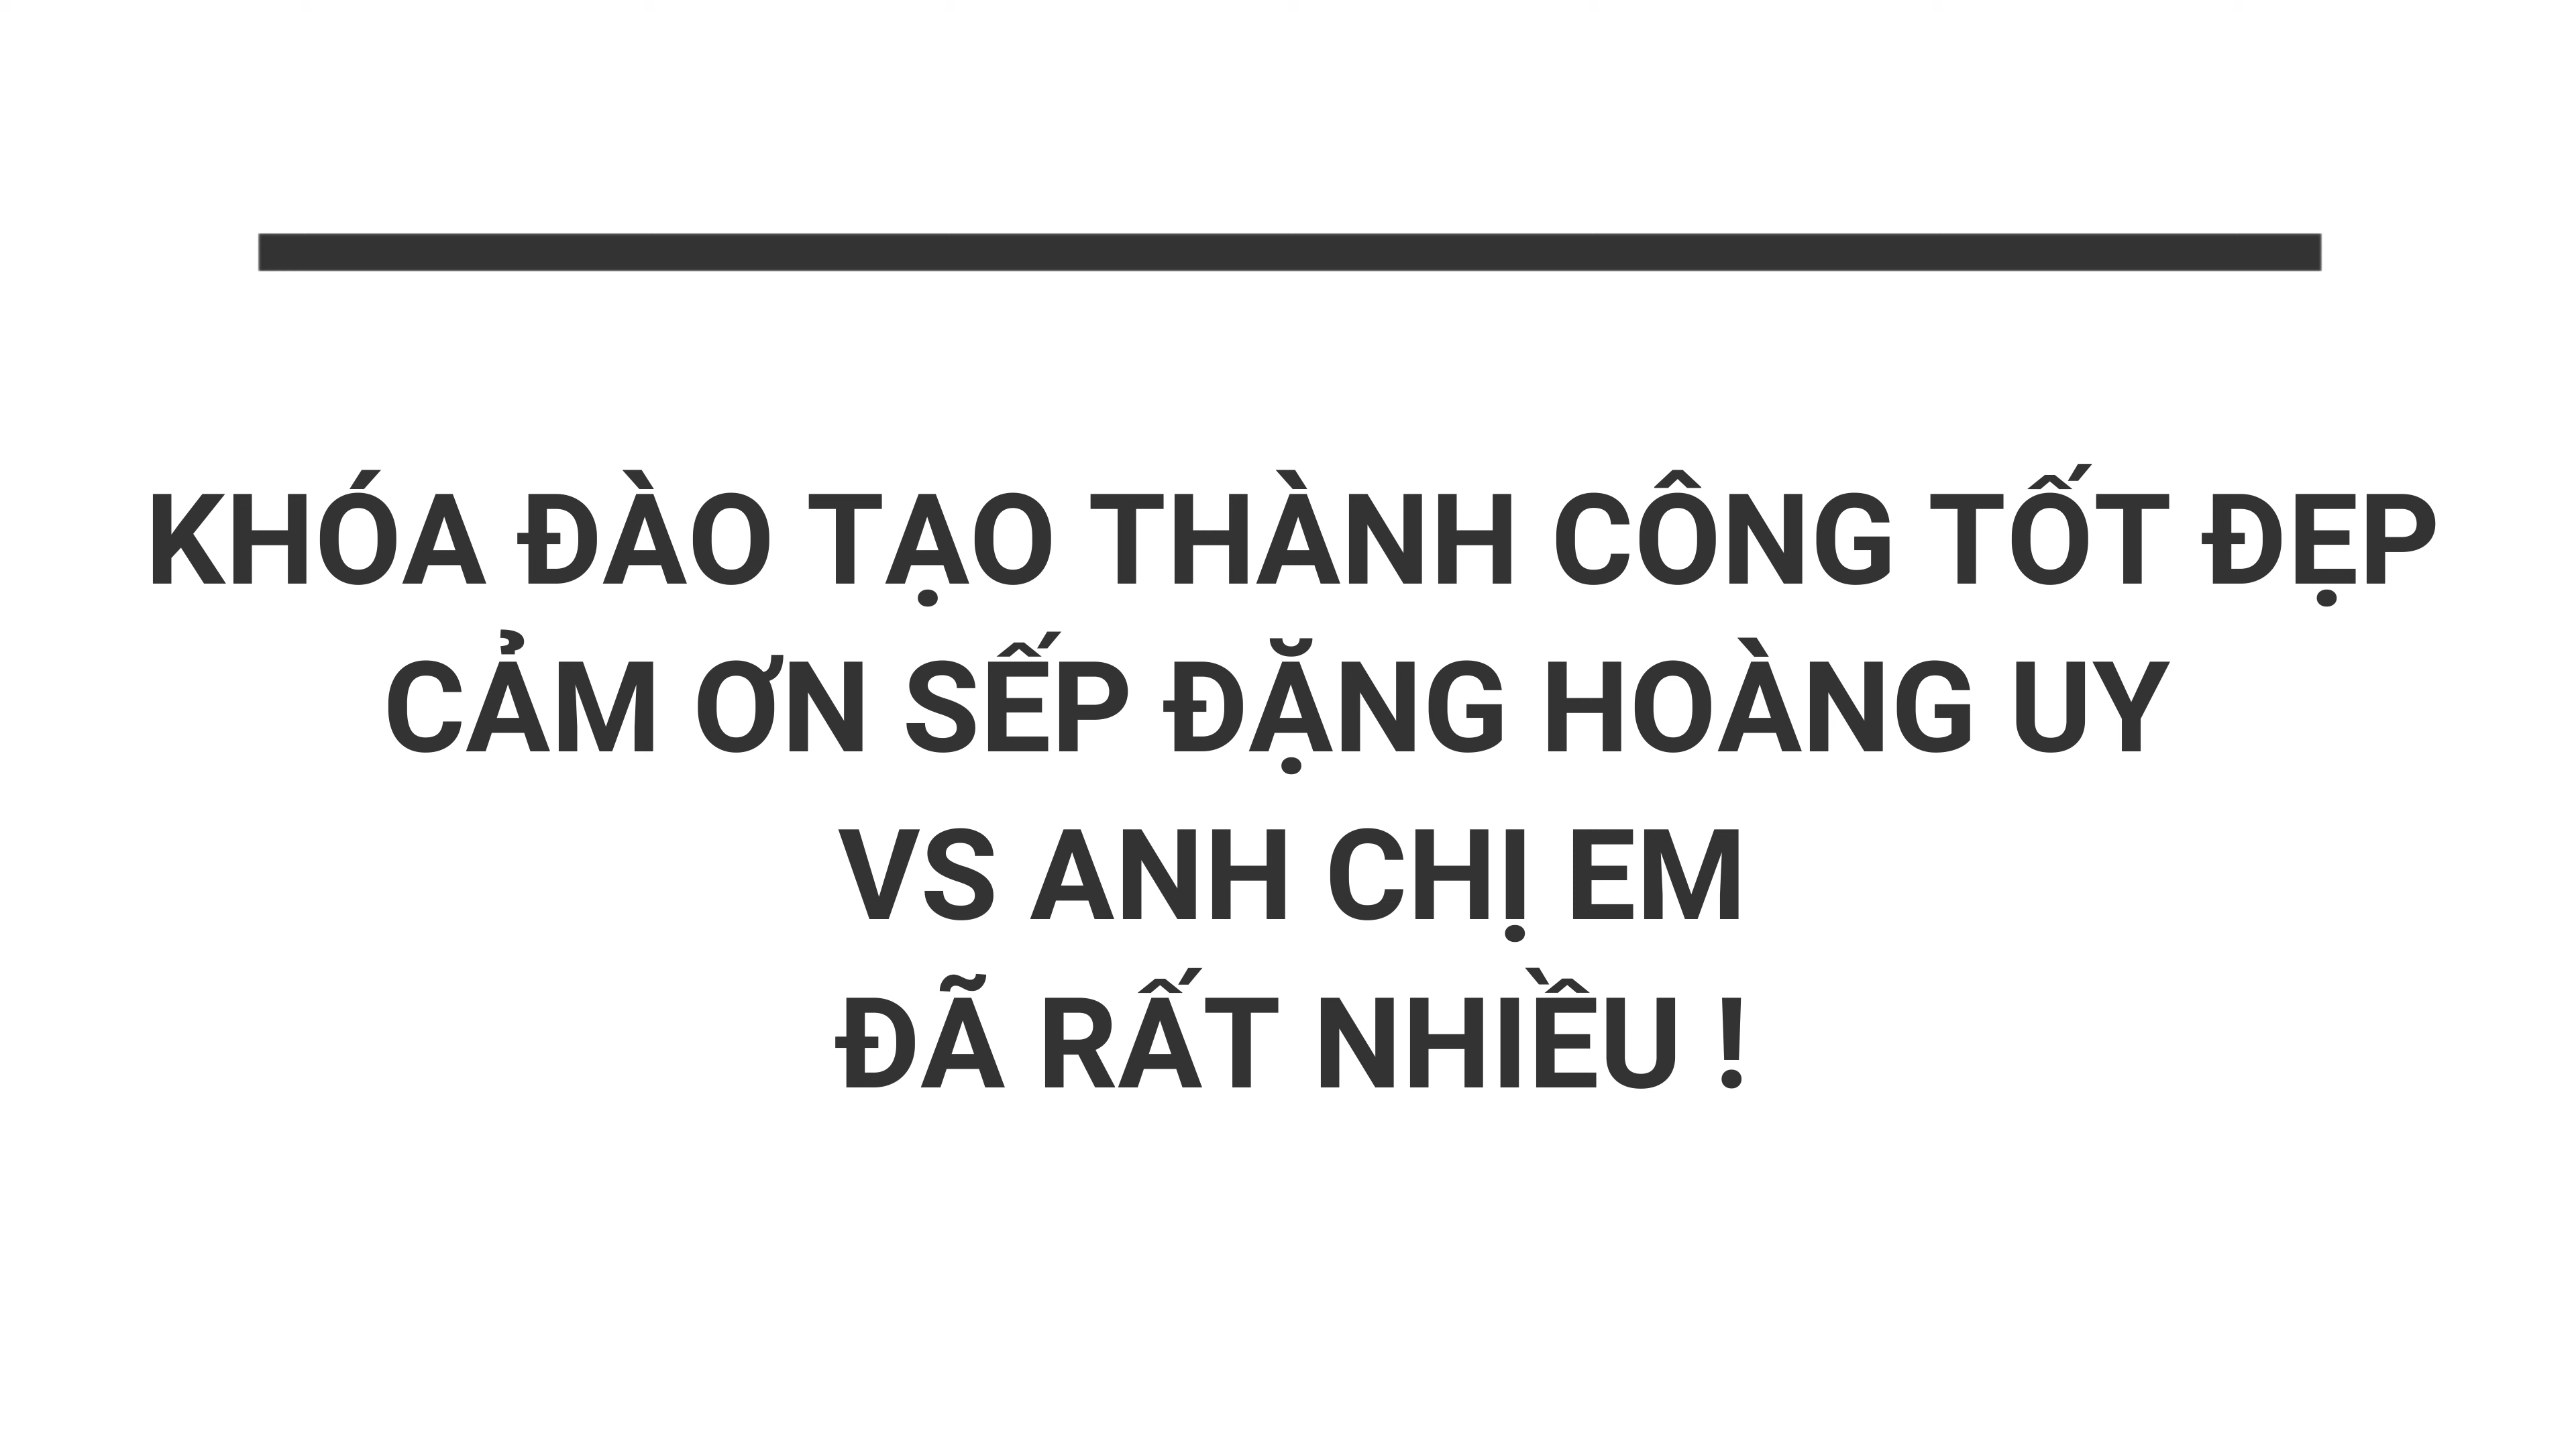 KHÓA ĐÀO TẠO THÀNH CÔNG TỐT ĐẸP
CẢM ƠN SẾP ĐẶNG HOÀNG UY
VS ANH CHỊ EM
ĐÃ RẤT NHIỀU !